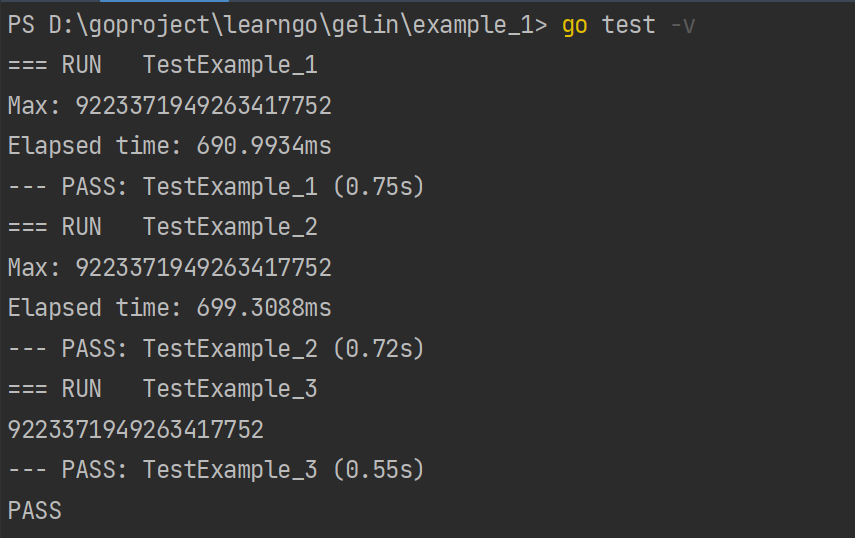 PS D:\goproject\learngo\gelin\example_1> go test -v
=== RUN   TestExample_1
Max: 9223371949263417752
Elapsed time: 690.9934ms
--- PASS: TestExample_1 (0.75s)
=== RUN   TestExample_2
Max: 9223371949263417752
Elapsed time: 699.3088ms
--- PASS: TestExample_2 (0.72s)
=== RUN   TestExample_3
9223371949263417752
--- PASS: TestExample_3 (0.55s)
PASS